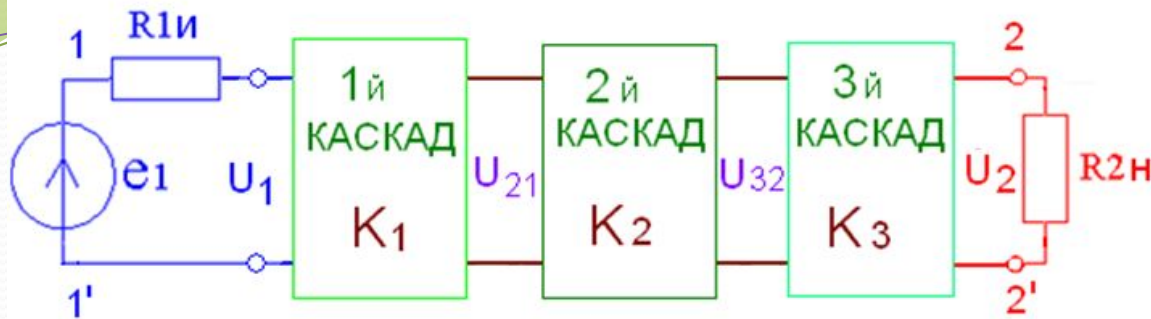 R1и
1
2
1й
КАСКАД
2й
КАСКАД
3й
КАСКАД
e1
U1
U21
U32
U2
R2н
K1
K2
K3
1'
2'